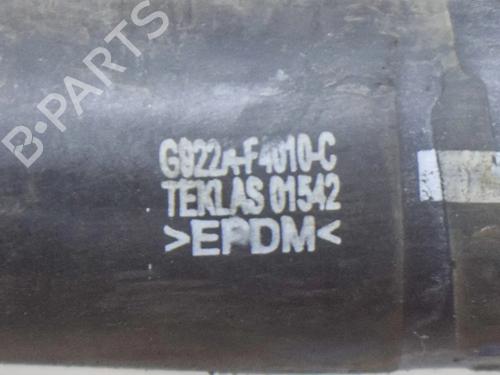 B-PARTS
G922A-F4010-C
TEKLAS 01542
>EPDM<